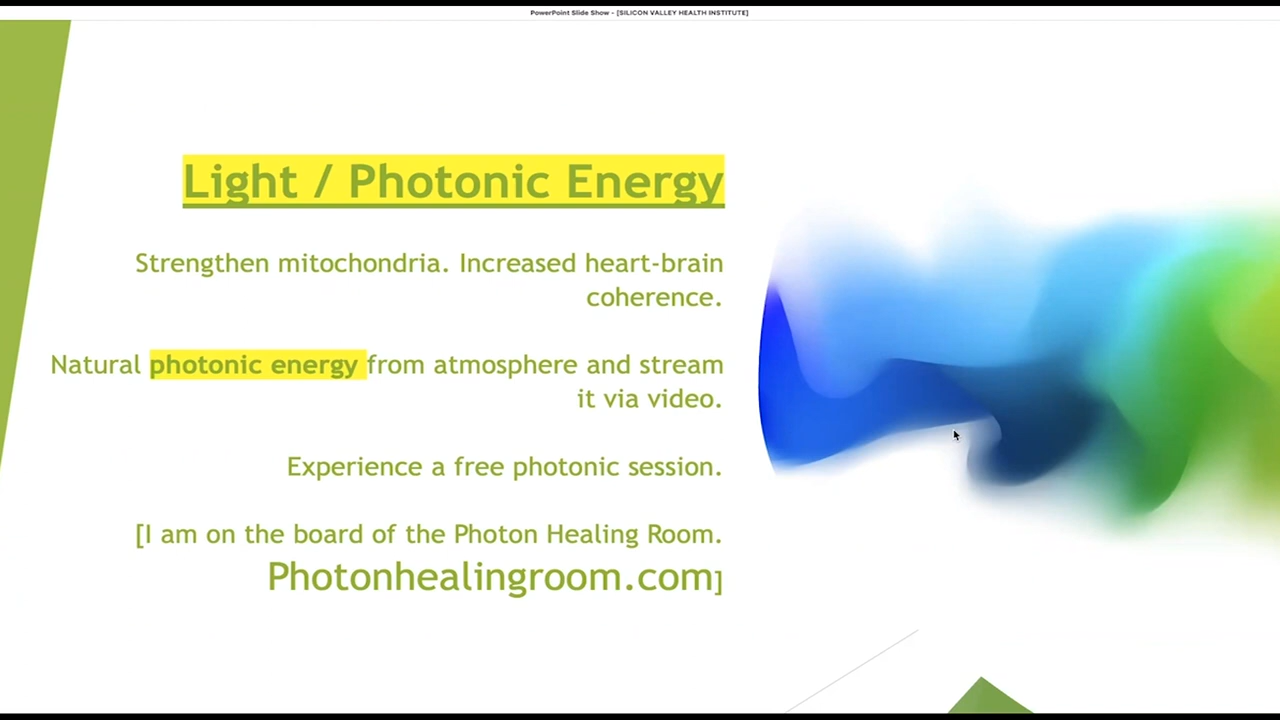 PowerPoint Slide Show - [SILICON VALLEY HEALTH INSTITUTE]
Light / Photonic Energy
Strengthen mitochondria. Increased heart-brain
coherence.
Natural photonic energy from atmosphere and stream
it via video.
Experience a free photonic session.
[I am on the board of the Photon Healing Room.
Photonhealingroom.com]